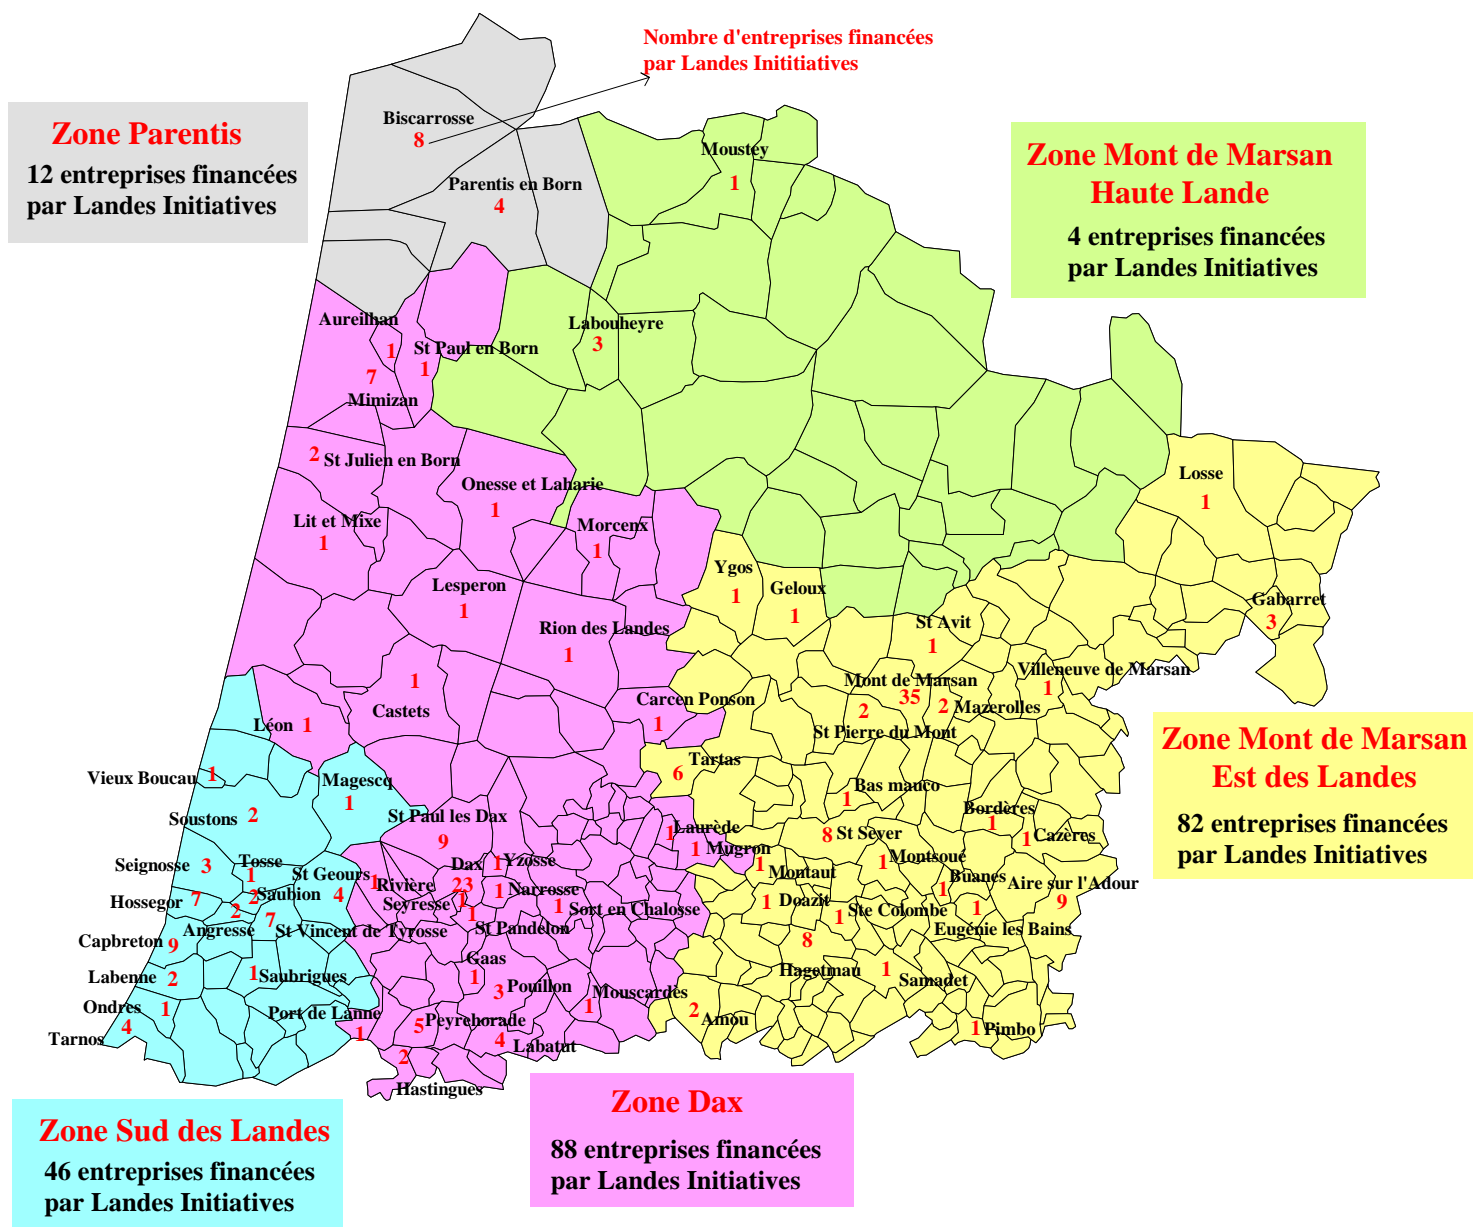 Nombre d'entreprises financées
par Landes Inititiatives
Zone Parentis
12 entreprises financées
par Landes Initiatives
Zone Mont de Marsan
Haute Lande
4 entreprises financées
par Landes Initiatives
Biscarrosse
8
Parentis en Born
4
Moustey
1
Aureilhan
1
7
Mimizan
St Paul en Born
1
Labouheyre
3
2 St Julien en Born
Onesse et Laharie
1
Lit et Mixe
1
Morcenx
1
Losse
1
Ygos
1
Geloux
1
Lesperon
1
Rion des Landes
1
St Avit
1
Gabarret
3
1
Castets
Mont de Marsan
35
Villeneuve de Marsan
1
2
St Pierre du Mont
2 Mazerolles
Carcen Ponson
1
Léon 1
Zone Mont de Marsan
Est des Landes
82 entreprises financées
par Landes Initiatives
Vieux Boucau 1
Magescq
1
Tartas
6
Bas mauco
1
Soustons 2
St Paul les Dax
9
Bordères
1
1 Cazères
1 Laurède
8 St Sever
1 Mugron
Seignosse 3
Tosse
1
St Geours
4
1
Rivière
Dax
23
1 Yzosse
1 Montaut
1 Montsoué
1 Buanes
Aire sur l'Adour
9
Hossegor 7
2 Saubion
2
Angresse
7
St Vincent de Tyrosse
Seyresse 1
1 Narrosse
1 Sort en Chalosse
1
St Pandelon
1 Doazit
1 Ste Colombe
1
Eugénie les Bains
Capbreton 9
8
Hagetmau
1
Samadet
Labenne 2
1 Saubrigues
Gaas
1
3 Pouillon
1 Mouscardès
Ondres 1
4
Tarnos
Port de Lanne
1
5 Peyrehorade
2
Hastingues
4
Labatut
2
Amou
1 Pimbo
Zone Sud des Landes
46 entreprises financées
par Landes Initiatives
Zone Dax
88 entreprises financées
par Landes Initiatives